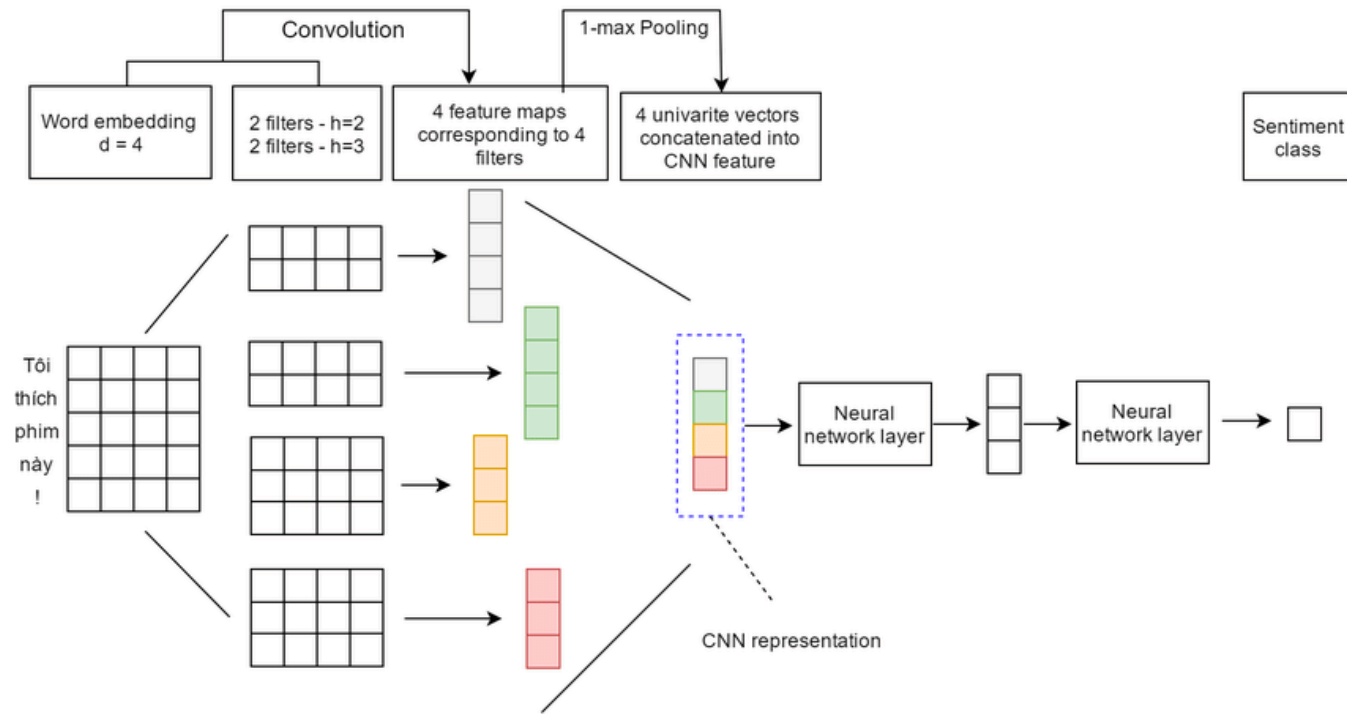 Convolution
1-max Pooling
Word embedding
d = 4
2 filters - h=2
2 filters - h=3
4 feature maps
corresponding to 4
filters
4 univarite vectors
concatenated into
CNN feature
Sentiment
class
Tôi
thích
phim
này
!
Neural
network layer
Neural
network layer
CNN representation